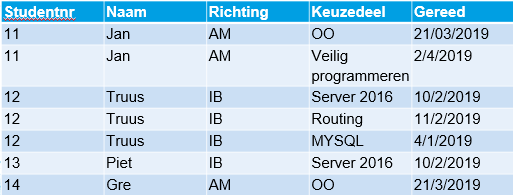 Studentnr Naam Richting Keuzedeel Gereed
11 Jan AM OO 21/03/2019
11 Jan AM Veilig 2/4/2019
programmeren
12 Truus IB Server 2016 10/2/2019
12 Truus IB Routing 11/2/2019
12 Truus IB MYSQL 4/1/2019
13 Piet IB Server 2016 10/2/2019
14 Gre AM OO 21/3/2019